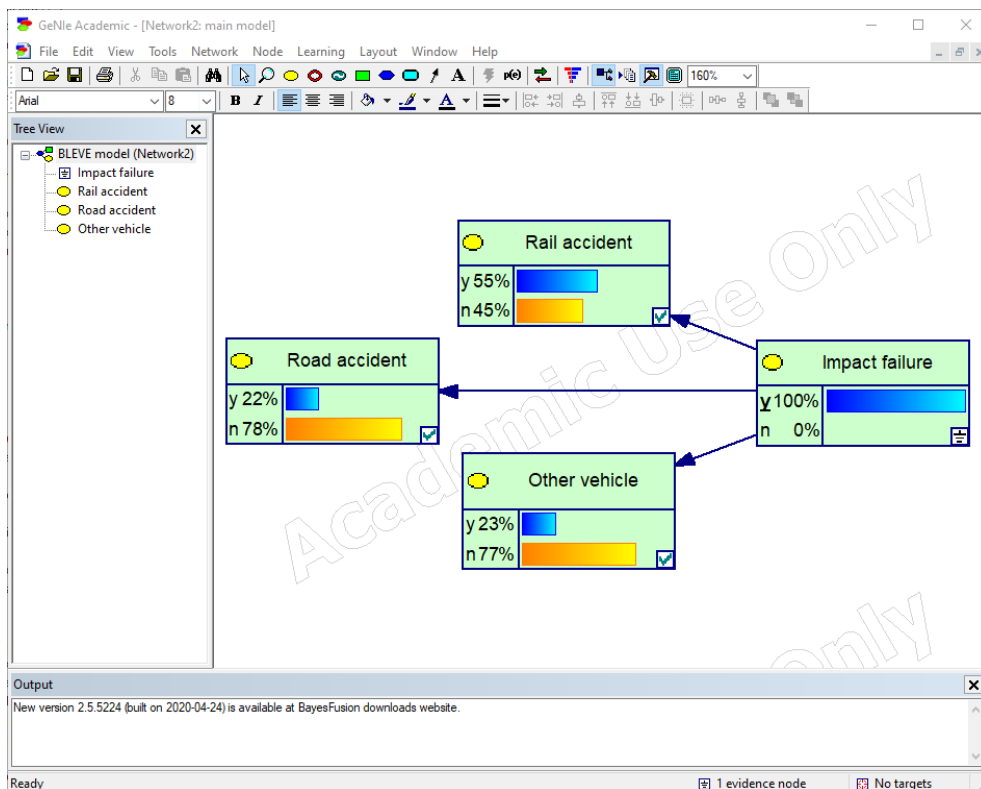 GeNIe Academic - [Network2: main model]
File Edit View Tools Network Node Learning Layout Window Help
p(e) 160%
Arial 8 B I A
Tree View
BLEVE model (Network2)
Impact failure
Rail accident
Road accident
Other vehicle
Rail accident
y 55%
n 45%
Road accident
y 22%
n 78%
Impact failure
y 100%
n 0%
Other vehicle
y 23%
n 77%
Academic Use Only
Only
Output
New version 2.5.5224 (built on 2020-04-24) is available at BayesFusion downloads website.
Ready 1 evidence node No targets